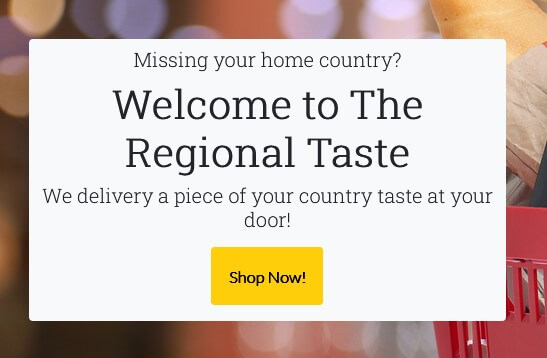 Missing your home country?
Welcome to The
Regional Taste
We delivery a piece of your country taste at your
door!
Shop Now!